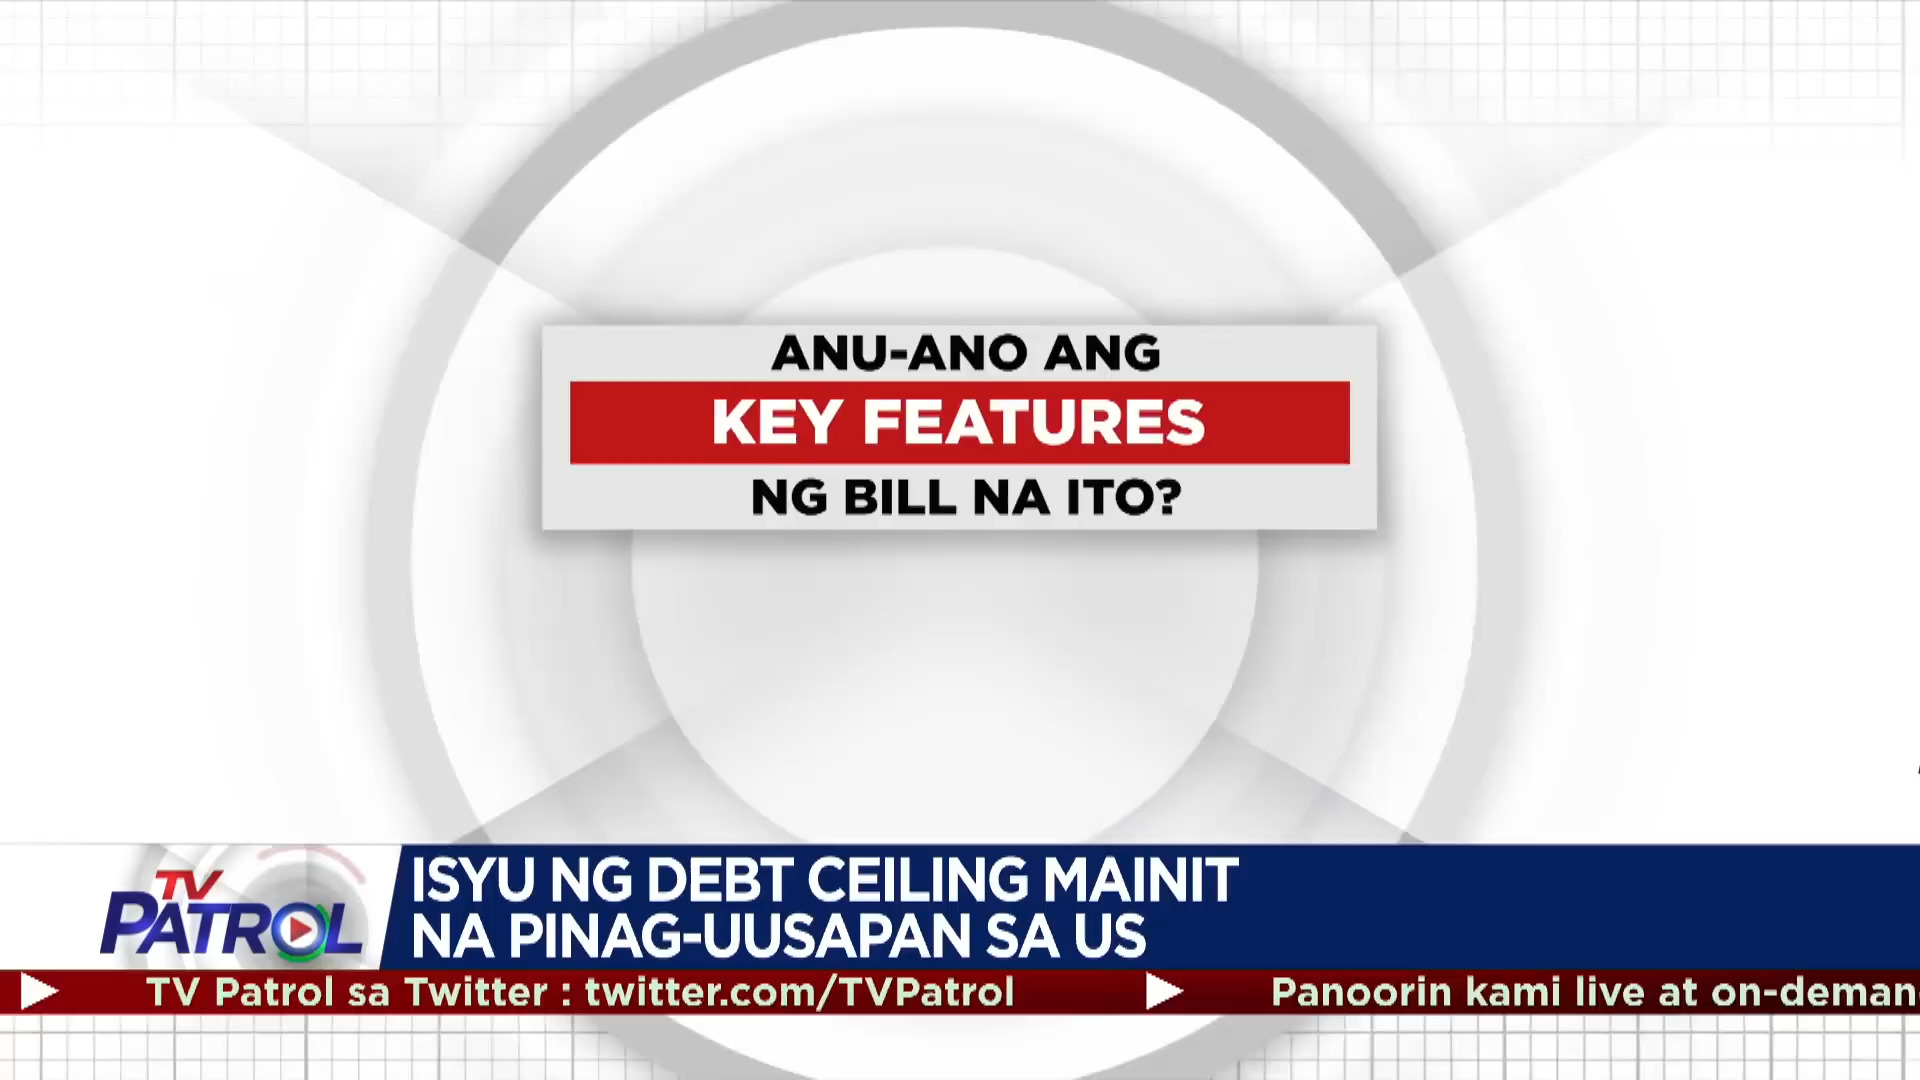 ANU-ANO ANG
KEY FEATURES
NG BILL NA ITO?
TV
PATROL
ISYU NG DEBT CEILING MAINIT
NA PINAG-UUSAPAN SA US
TV Patrol sa Twitter : twitter.com/TVPatrol
Panoorin kami live at on-deman